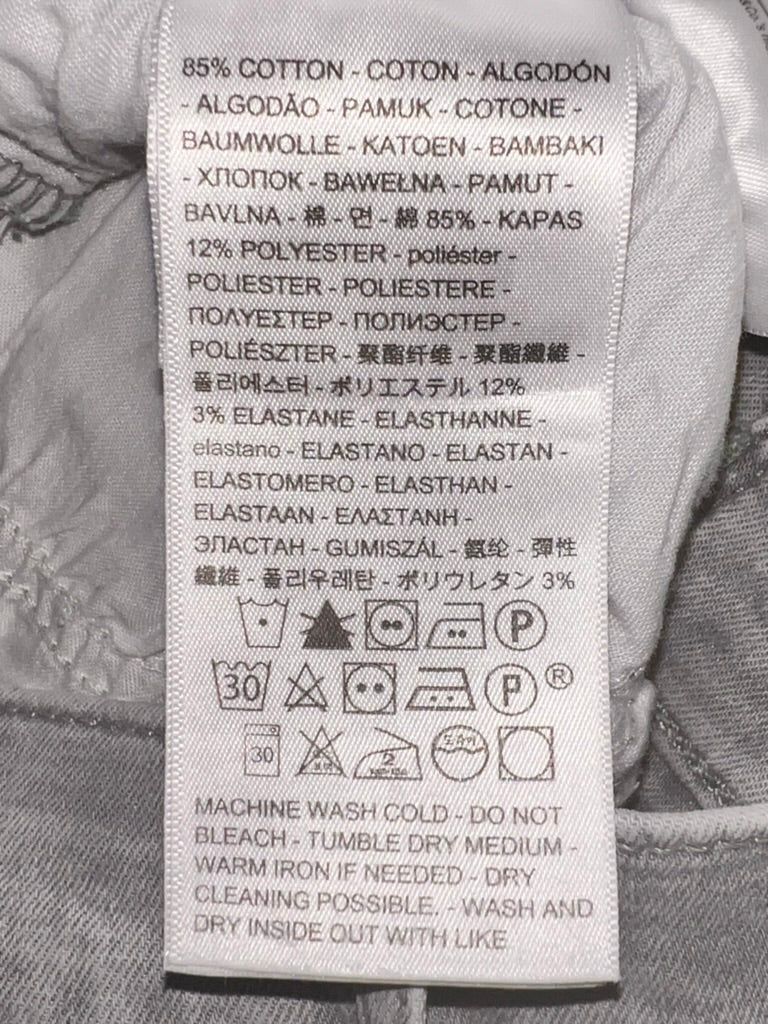 85% COTTON - COTON - ALGODÓN
- ALGODÃO - PAMUK - COTONE -
BAUMWOLLE - KATOEN - BAMBAKI
- ХЛОПОК - BAWEŁNA - PAMUT -
BAVLNA - 棉 - 면 - 綿 85% - KAPAS
12% POLYESTER - poliéster -
POLIESTER - POLIESTERE -
ΠΟΛΥΕΣΤΕΡ - ПОЛИЭСТЕР -
POLIÉSZTER - 聚酯纤维 - 聚酯纖維 -
폴리에스터 - ポリエステル 12%
3% ELASTANE - ELASTHANNE -
elastano - ELASTANO - ELASTAN -
ELASTOMERO - ELASTHAN -
ELASTAAN - ΕΛΑΣΤΑΝΗ -
ЭЛАСТАН - GUMISZÁL - 氨纶 - 彈性
纖維 - 폴리우레탄 - ポリウレタン 3%
P
30 P ®
30 2 드라이
MACHINE WASH COLD - DO NOT
BLEACH - TUMBLE DRY MEDIUM -
WARM IRON IF NEEDED - DRY
CLEANING POSSIBLE. - WASH AND
DRY INSIDE OUT WITH LIKE